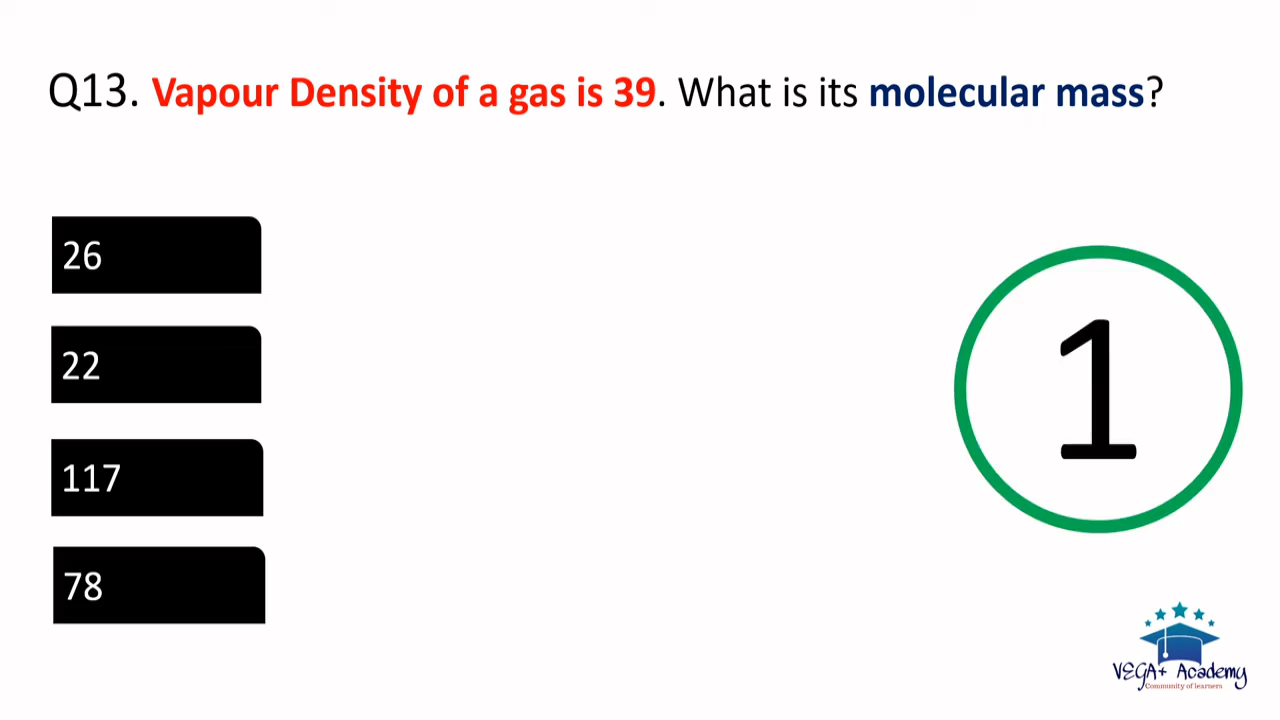 Q13. Vapour Density of a gas is 39. What is its molecular mass?
26
22
117
78
1
VEGA+ Academy
Community of learners